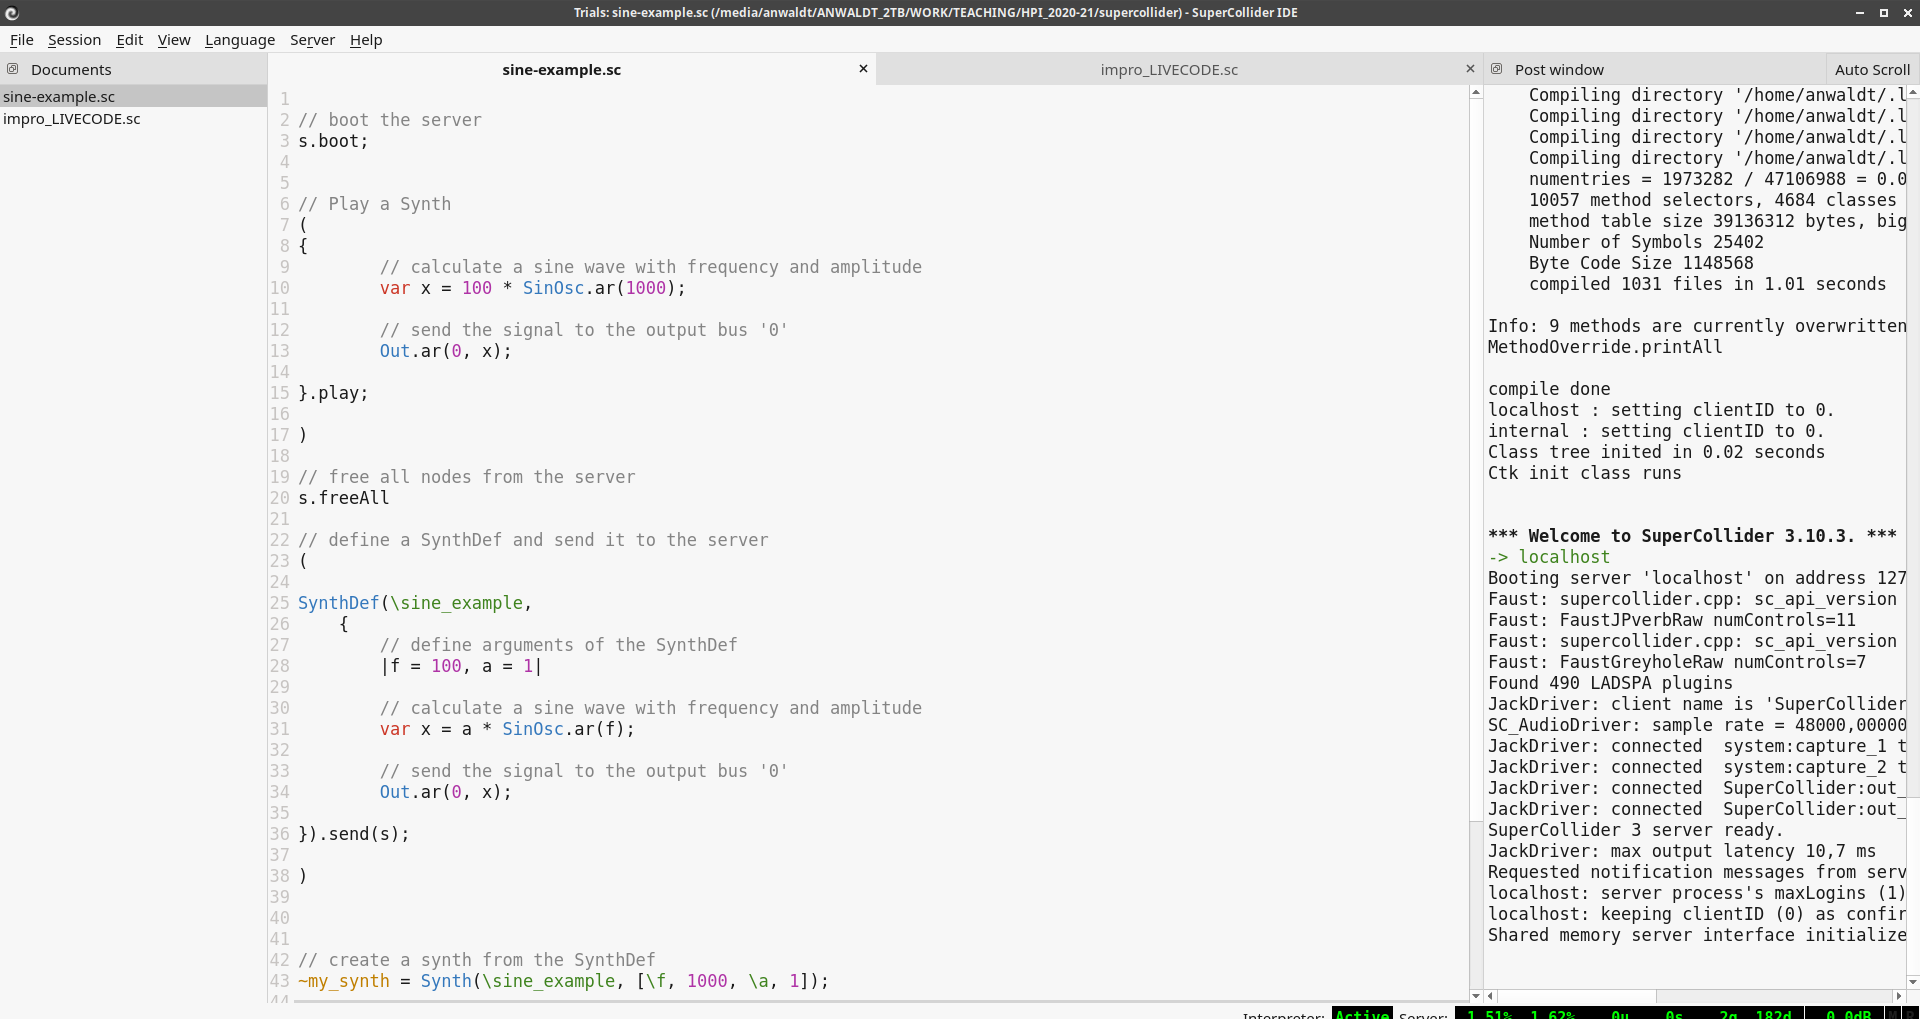 Trials: sine-example.sc (/media/anwaldt/ANWALDT_2TB/WORK/TEACHING/HPI_2020-21/supercollider) - SuperCollider IDE
File Session Edit View Language Server Help
Documents
sine-example.sc
impro_LIVECODE.sc
sine-example.sc
impro_LIVECODE.sc
1
2 // boot the server
3 s.boot;
4
5
6 // Play a Synth
7 (
8 {
9 // calculate a sine wave with frequency and amplitude
10 var x = 100 * SinOsc.ar(1000);
11
12 // send the signal to the output bus '0'
13 Out.ar(0, x);
14
15 }.play;
16
17 )
18
19 // free all nodes from the server
20 s.freeAll
21
22 // define a SynthDef and send it to the server
23 (
24
25 SynthDef(\sine_example,
26 {
27 // define arguments of the SynthDef
28 |f = 100, a = 1|
29
30 // calculate a sine wave with frequency and amplitude
31 var x = a * SinOsc.ar(f);
32
33 // send the signal to the output bus '0'
34 Out.ar(0, x);
35
36 }).send(s);
37
38 )
39
40
41
42 // create a synth from the SynthDef
43 ~my_synth = Synth(\sine_example, [\f, 1000, \a, 1]);
44
Post window
Auto Scroll
Compiling directory '/home/anwaldt/.l
Compiling directory '/home/anwaldt/.l
Compiling directory '/home/anwaldt/.l
Compiling directory '/home/anwaldt/.l
numentries = 1973282 / 47106988 = 0.0
10057 method selectors, 4684 classes
method table size 39136312 bytes, big
Number of Symbols 25402
Byte Code Size 1148568
compiled 1031 files in 1.01 seconds
Info: 9 methods are currently overwritten
MethodOverride.printAll
compile done
localhost : setting clientID to 0.
internal : setting clientID to 0.
Class tree inited in 0.02 seconds
Ctk init class runs
*** Welcome to SuperCollider 3.10.3. ***
-> localhost
Booting server 'localhost' on address 127
Faust: supercollider.cpp: sc_api_version
Faust: FaustJPverbRaw numControls=11
Faust: supercollider.cpp: sc_api_version
Faust: FaustGreyholeRaw numControls=7
Found 490 LADSPA plugins
JackDriver: client name is 'SuperCollider
SC_AudioDriver: sample rate = 48000,00000
JackDriver: connected  system:capture_1 t
JackDriver: connected  system:capture_2 t
JackDriver: connected  SuperCollider:out_
JackDriver: connected  SuperCollider:out_
SuperCollider 3 server ready.
JackDriver: max output latency 10,7 ms
Requested notification messages from serv
localhost: server process's maxLogins (1)
localhost: keeping clientID (0) as confir
Shared memory server interface initialize
Interpreter: Active Server: 1.51% 1.62% 0u 0s 2g 182d 0.0dB M R